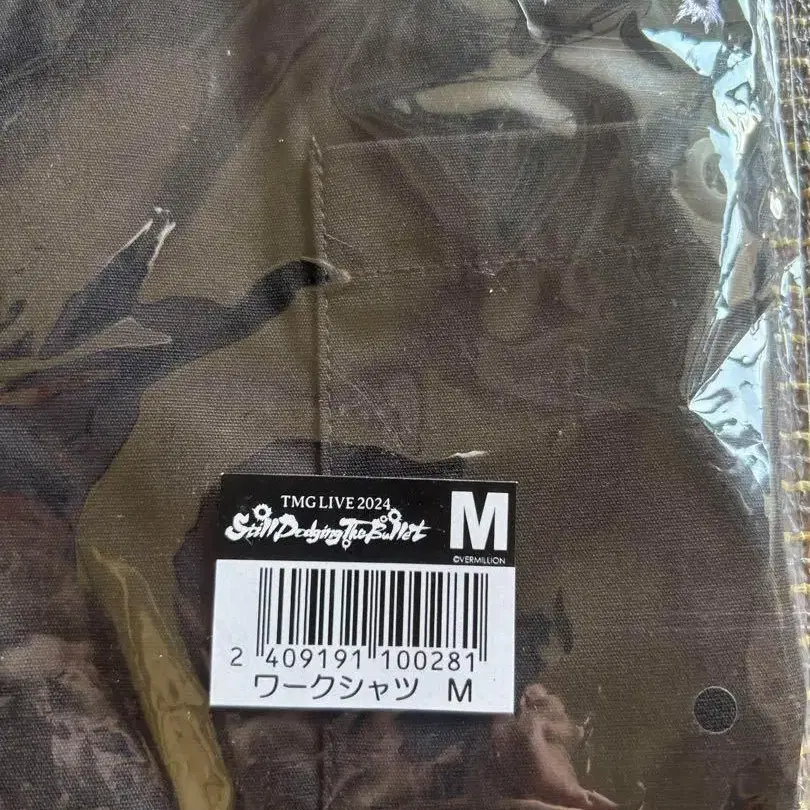 TMG LIVE 2024
Still Dodging The Bullet
M
©VERMILLION
2 409191 100281
ワークシャツ M